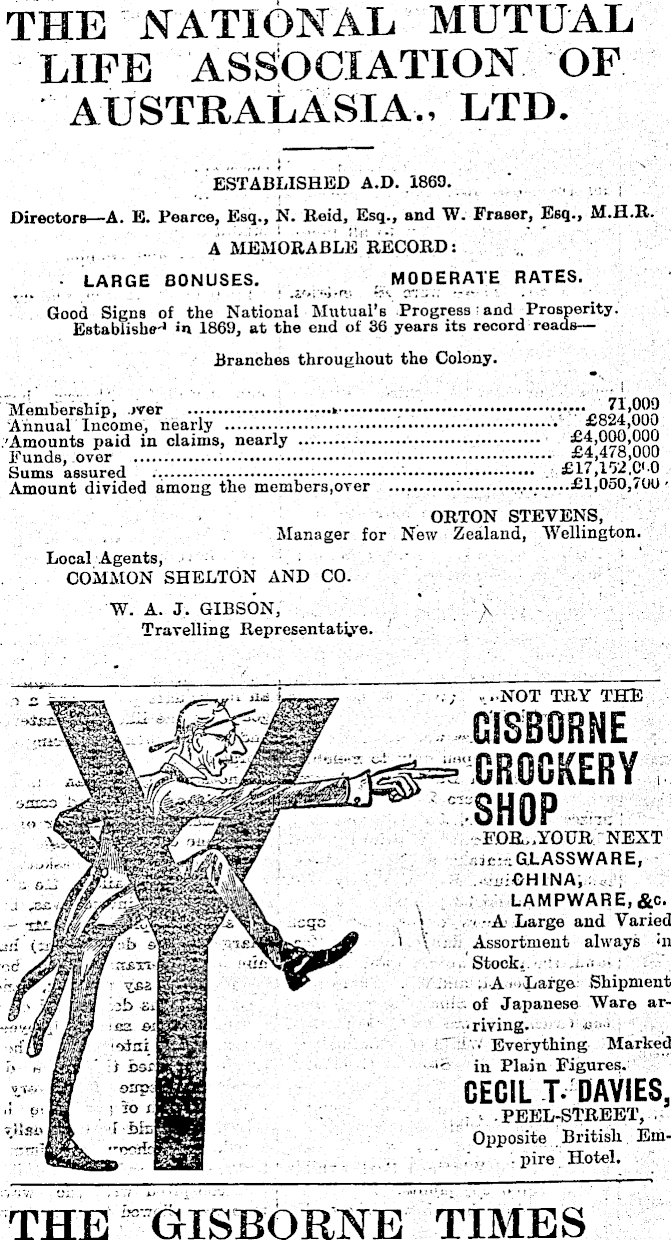 THE NATIONAL MUTUAL
LIFE ASSOCIATION OF
AUSTRALASIA., LTD.
ESTABLISHED A.D. 1869.
Directors—A. E. Pearce, Esq., N. Reid, Esq., and W. Fraser, Esq., M.H.R.
A MEMORABLE RECORD:
LARGE BONUSES. MODERATE RATES.
Good Signs of the National Mutual's Progress and Prosperity.
Established in 1869, at the end of 36 years its record reads—
Branches throughout the Colony.
Membership, over 71,000
Annual Income, nearly £824,000
Amounts paid in claims, nearly £4,000,000
Funds, over £4,478,000
Sums assured £17,152,000
Amount divided among the members,over £1,050,700
ORTON STEVENS,
Manager for New Zealand, Wellington.
Local Agents,
COMMON SHELTON AND CO.
W. A. J. GIBSON,
Travelling Representative.
Y
NOT TRY THE
GISBORNE
CROCKERY
SHOP
FOR YOUR NEXT
GLASSWARE,
CHINA,
LAMPWARE, &c.
A Large and Varied
Assortment always in
Stock.
A Large Shipment
of Japanese Ware ar-
riving.
Everything Marked
in Plain Figures.
CECIL T. DAVIES,
PEEL-STREET,
Opposite British Em-
pire Hotel.
THE GISBORNE TIMES